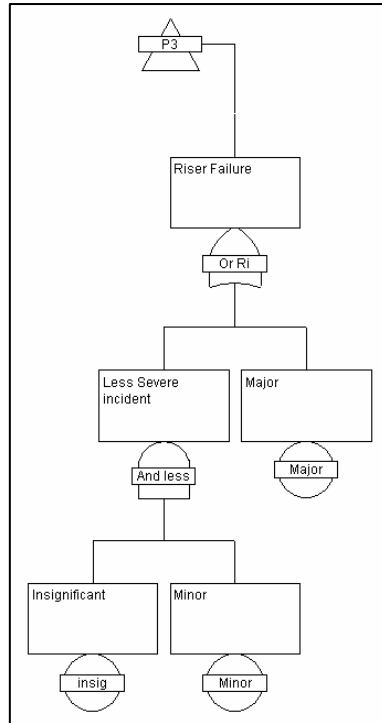 P3
Riser Failure
Or Ri
Less Severe
incident
Major
And less
Major
Insignificant
Minor
insig
Minor